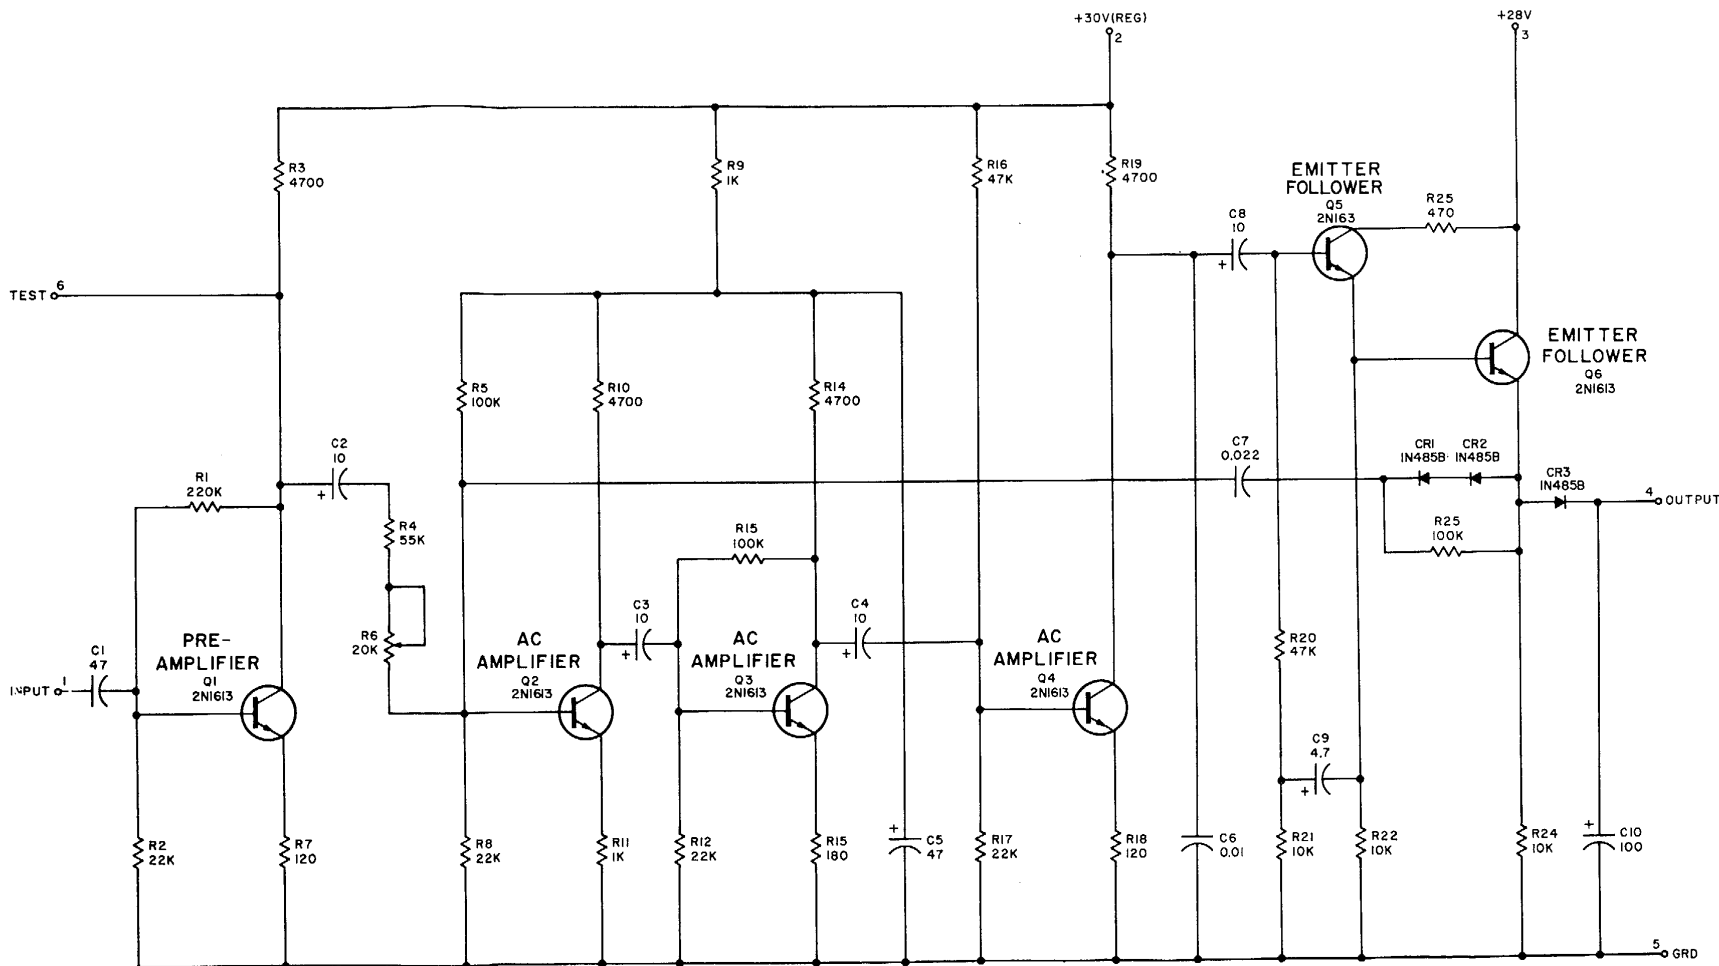 +30V(REG)
2
+28V
3
R3
4700
R9
1K
R16
47K
R19
4700
EMITTER
FOLLOWER
Q5
2N163
R25
470
C8
10
+
TEST
6
R5
100K
R10
4700
R14
4700
EMITTER
FOLLOWER
Q6
2N1613
C2
10
+
C7
0.022
CR1
IN485B
CR2
IN485B
CR3
IN485B
4
OUTPUT
R1
220K
R4
55K
R15
100K
R25
100K
C3
10
+
C4
10
+
R6
20K
R20
47K
C1
47
INPUT
1
PRE-
AMPLIFIER
Q1
2N1613
AC
AMPLIFIER
Q2
2N1613
AC
AMPLIFIER
Q3
2N1613
AC
AMPLIFIER
Q4
2N1613
C9
4.7
+
R2
22K
R7
120
R8
22K
R11
1K
R12
22K
R15
180
+
C5
47
R17
22K
R18
120
C6
0.01
R21
10K
R22
10K
R24
10K
+
C10
100
5
GRD